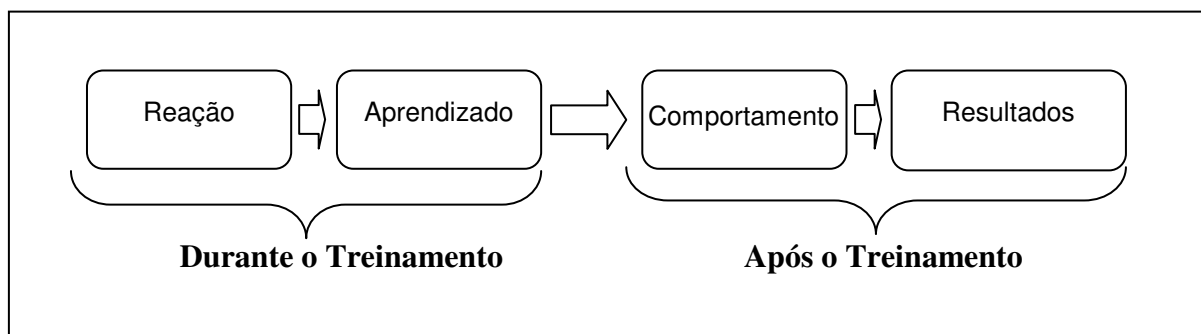 Reação
Aprendizado
Comportamento
Resultados
Durante o Treinamento
Após o Treinamento